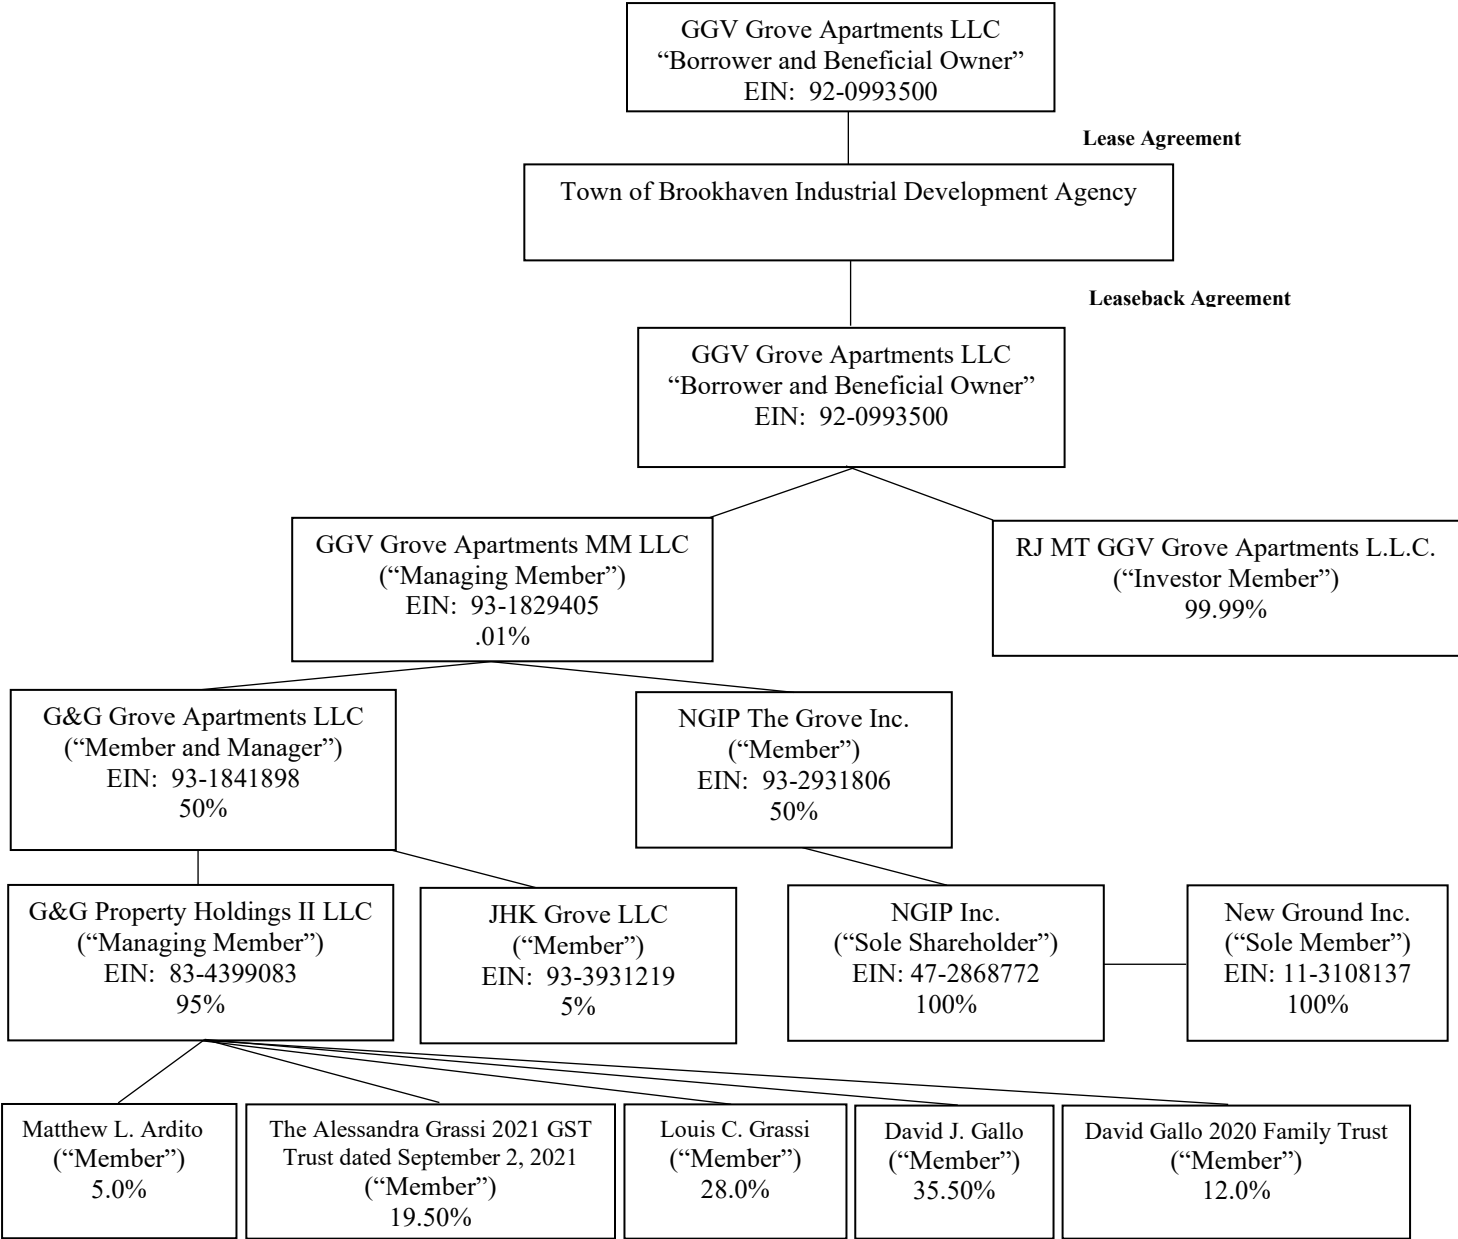 GGV Grove Apartments LLC
“Borrower and Beneficial Owner”
EIN:  92-0993500
Lease Agreement
Town of Brookhaven Industrial Development Agency
Leaseback Agreement
GGV Grove Apartments LLC
“Borrower and Beneficial Owner”
EIN:  92-0993500
GGV Grove Apartments MM LLC
(“Managing Member”)
EIN:  93-1829405
.01%
RJ MT GGV Grove Apartments L.L.C.
(“Investor Member”)
99.99%
G&G Grove Apartments LLC
(“Member and Manager”)
EIN:  93-1841898
50%
NGIP The Grove Inc.
(“Member”)
EIN:  93-2931806
50%
G&G Property Holdings II LLC
(“Managing Member”)
EIN:  83-4399083
95%
JHK Grove LLC
(“Member”)
EIN:  93-3931219
5%
NGIP Inc.
(“Sole Shareholder”)
EIN: 47-2868772
100%
New Ground Inc.
(“Sole Member”)
EIN: 11-3108137
100%
Matthew L. Ardito
(“Member”)
5.0%
The Alessandra Grassi 2021 GST
Trust dated September 2, 2021
(“Member”)
19.50%
Louis C. Grassi
(“Member”)
28.0%
David J. Gallo
(“Member”)
35.50%
David Gallo 2020 Family Trust
(“Member”)
12.0%